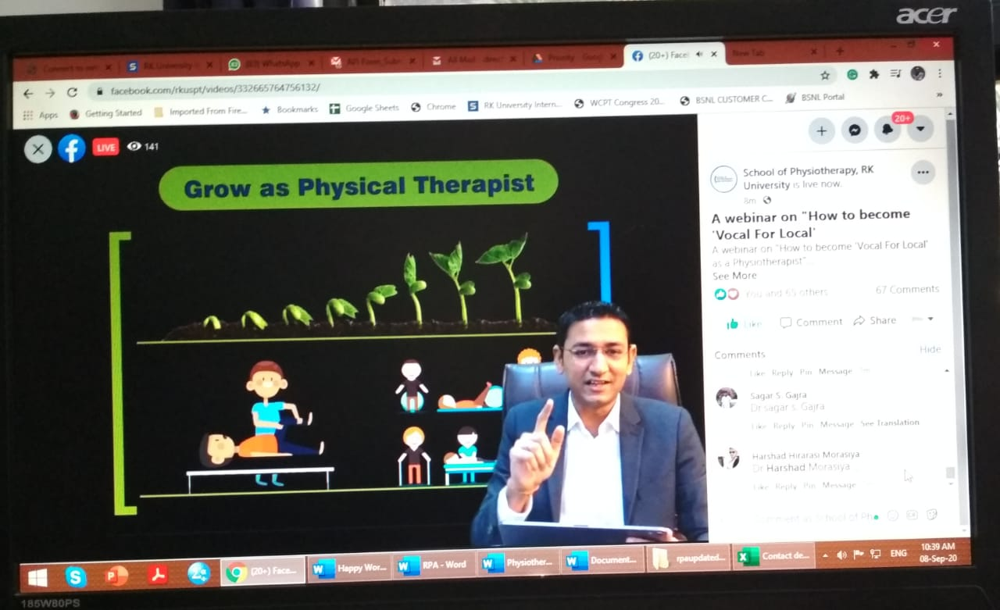 acer
Convert to
RK University
WhatsApp
All Mail
Priority
(20+) Face
New Tab
facebook.com/rkuspt/videos/332665764756132/
Apps
Getting Started
Imported From Fire...
Bookmarks
Google Sheets
Chrome
RK University Intern...
WCPT Congress 20...
BSNL CUSTOMER C...
BSNL Portal
»
LIVE
141
20+
Grow as Physical Therapist
School of Physiotherapy, RK
University is live now.
8m
A webinar on "How to become
'Vocal For Local'
A webinar on "How to become 'Vocal For Local'
as a Physiotherapist"...
See More
You and 65 others
67 Comments
Like
Comment
Share
Comments
Hide
Like Reply Pin Message
Sagar S. Gajra
Dr sagar s. Gajra
Like Reply Pin Message See Translation
Harshad Hirarasi Morasiya
Dr Harshad Morasiya
Like Reply Pin Message
Comment as School of Ph
(20+) Face...
Happy Wor...
RPA - Word
Physiother...
Document...
rpaupdated...
Contact de...
ENG
10:39 AM
08-Sep-20
185W80PS